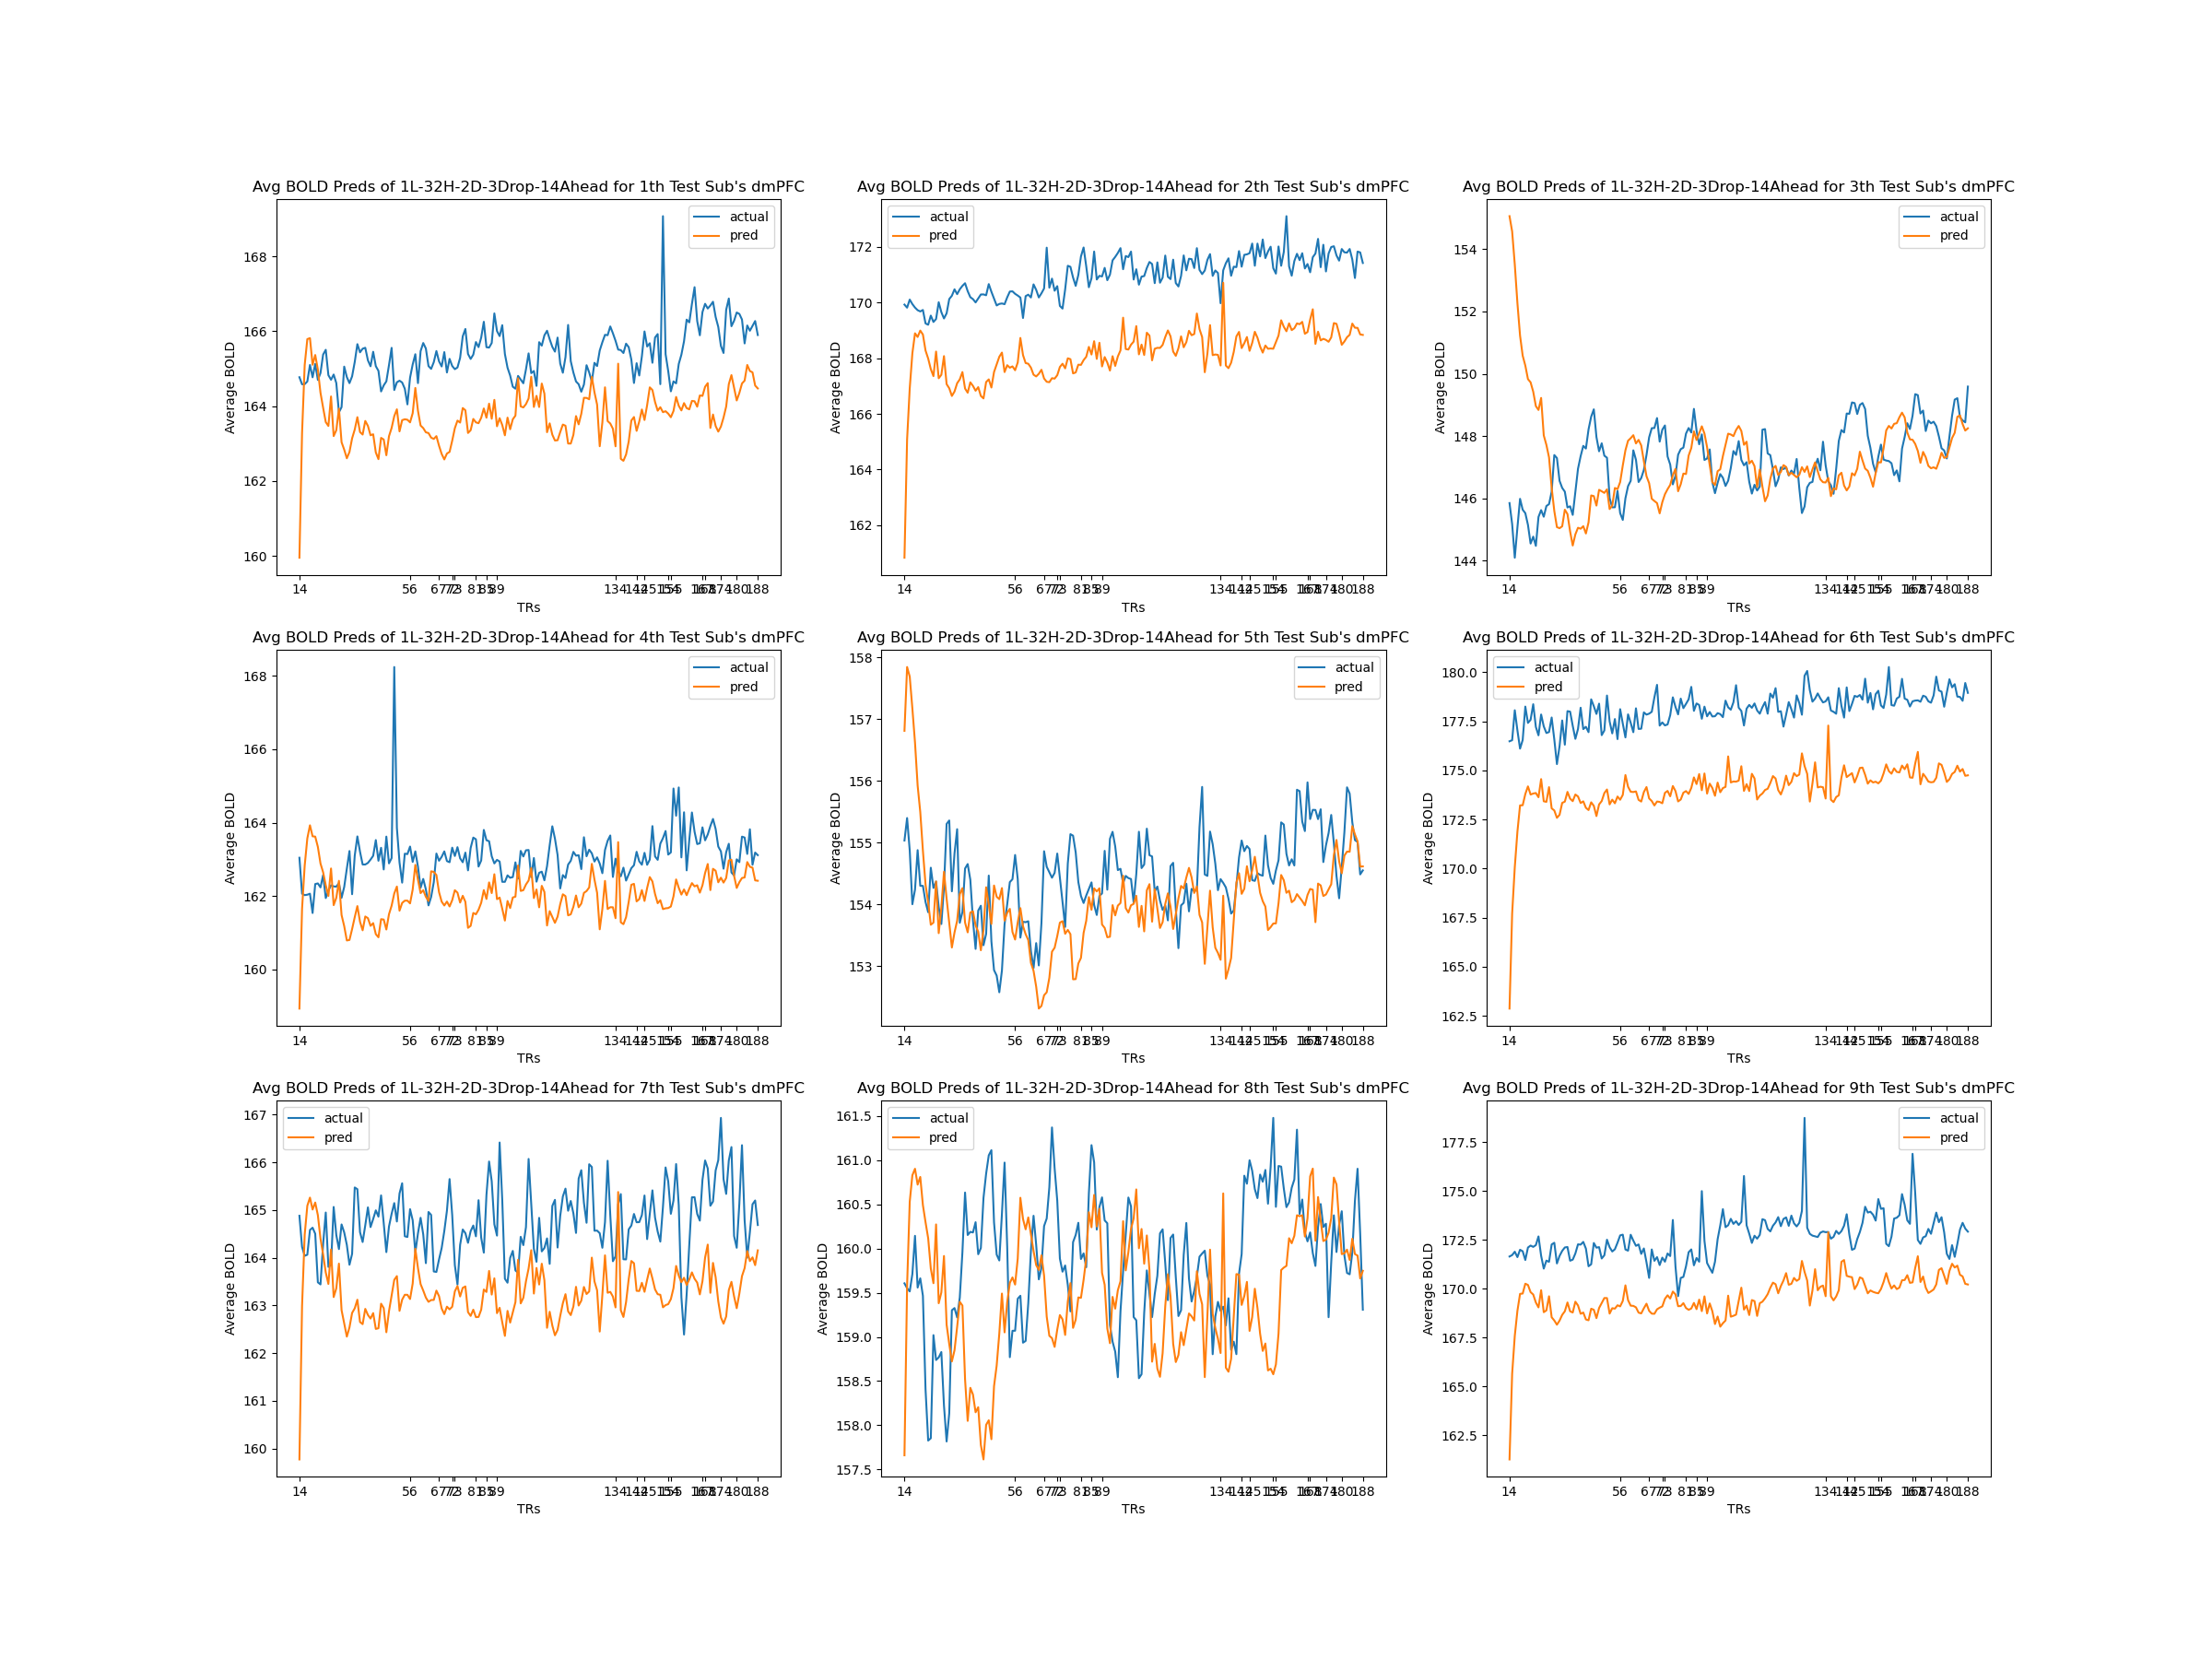 Avg BOLD Preds of 1L-32H-2D-3Drop-14Ahead for 1th Test Sub's dmPFC
actual
pred
168
166
164
162
160
Average BOLD
14 56 89 188
TRs
Avg BOLD Preds of 1L-32H-2D-3Drop-14Ahead for 2th Test Sub's dmPFC
actual
pred
172
170
168
166
164
162
Average BOLD
14 56 89 188
TRs
Avg BOLD Preds of 1L-32H-2D-3Drop-14Ahead for 3th Test Sub's dmPFC
actual
pred
154
152
150
148
146
144
Average BOLD
14 56 89 188
TRs
Avg BOLD Preds of 1L-32H-2D-3Drop-14Ahead for 4th Test Sub's dmPFC
actual
pred
168
166
164
162
160
Average BOLD
14 56 89 188
TRs
Avg BOLD Preds of 1L-32H-2D-3Drop-14Ahead for 5th Test Sub's dmPFC
actual
pred
158
157
156
155
154
153
Average BOLD
14 56 89 188
TRs
Avg BOLD Preds of 1L-32H-2D-3Drop-14Ahead for 6th Test Sub's dmPFC
actual
pred
180.0
177.5
175.0
172.5
170.0
167.5
165.0
162.5
Average BOLD
14 56 89 188
TRs
Avg BOLD Preds of 1L-32H-2D-3Drop-14Ahead for 7th Test Sub's dmPFC
actual
pred
167
166
165
164
163
162
161
160
Average BOLD
14 56 89 188
TRs
Avg BOLD Preds of 1L-32H-2D-3Drop-14Ahead for 8th Test Sub's dmPFC
actual
pred
161.5
161.0
160.5
160.0
159.5
159.0
158.5
158.0
157.5
Average BOLD
14 56 89 188
TRs
Avg BOLD Preds of 1L-32H-2D-3Drop-14Ahead for 9th Test Sub's dmPFC
actual
pred
177.5
175.0
172.5
170.0
167.5
165.0
162.5
Average BOLD
14 56 89 188
TRs